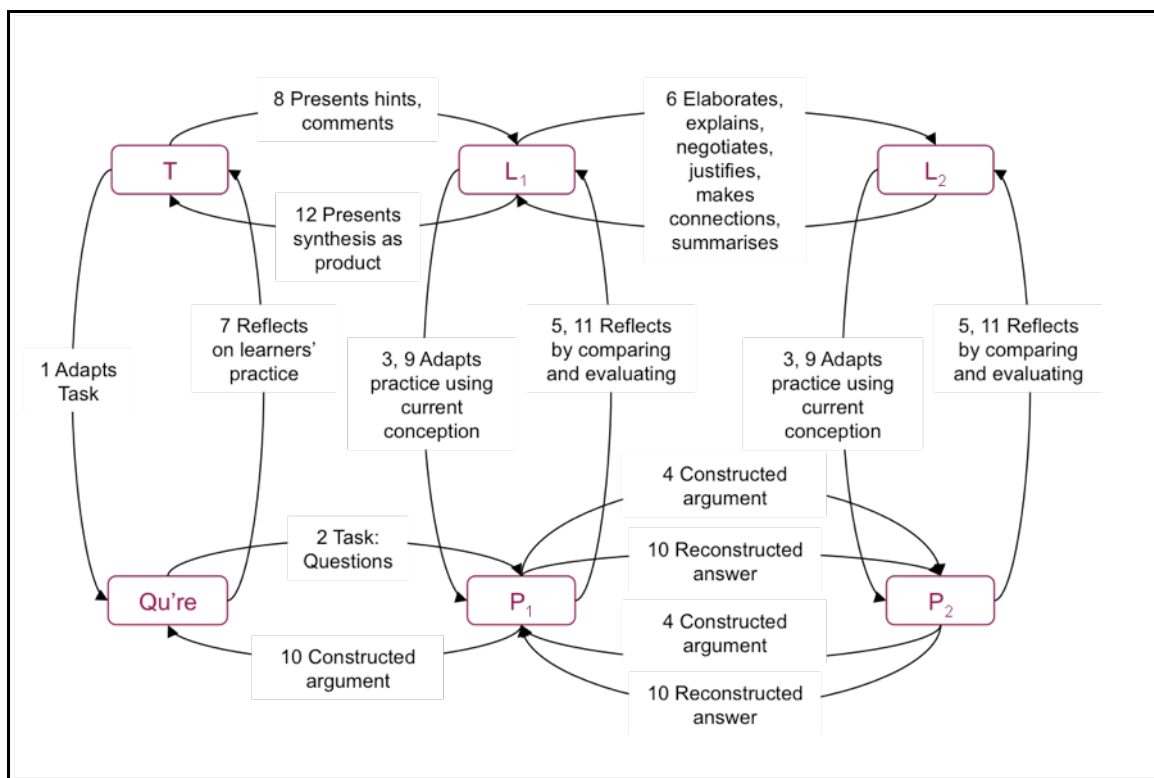 8 Presents hints,
comments
6 Elaborates,
explains,
negotiates,
justifies,
makes
connections,
summarises
T
L₁
L₂
12 Presents
synthesis as
product
1 Adapts
Task
7 Reflects
on learners’
practice
3, 9 Adapts
practice using
current
conception
5, 11 Reflects
by comparing
and evaluating
3, 9 Adapts
practice using
current
conception
5, 11 Reflects
by comparing
and evaluating
4 Constructed
argument
2 Task:
Questions
10 Reconstructed
answer
Qu’re
P₁
P₂
4 Constructed
argument
10 Constructed
argument
10 Reconstructed
answer